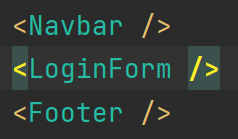 <Navbar />
<LoginForm />
<Footer />